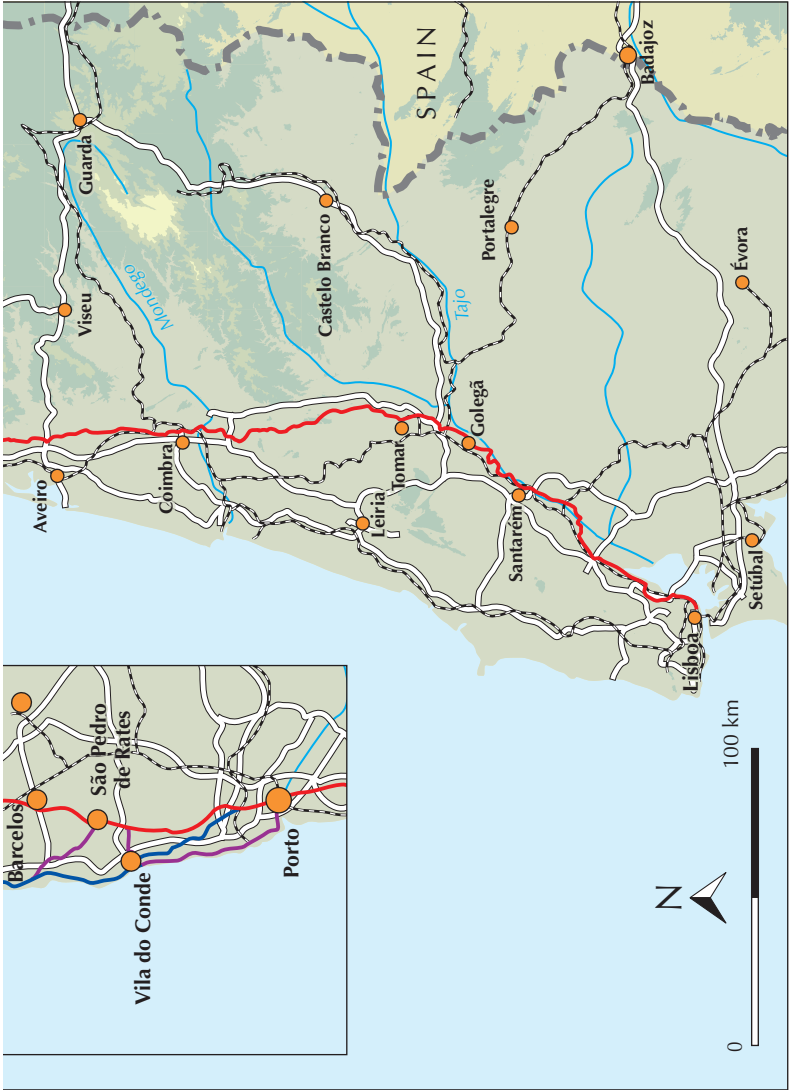 Barcelos
São Pedro
de Rates
Vila do Conde
Porto
Aveiro
Viseu
Guarda
Mondego
Coimbra
Castelo Branco
SPAIN
Leiria
Tomar
Tajo
Golegã
Portalegre
Santarém
Badajoz
Lisboa
Setúbal
Évora
N
0
100 km